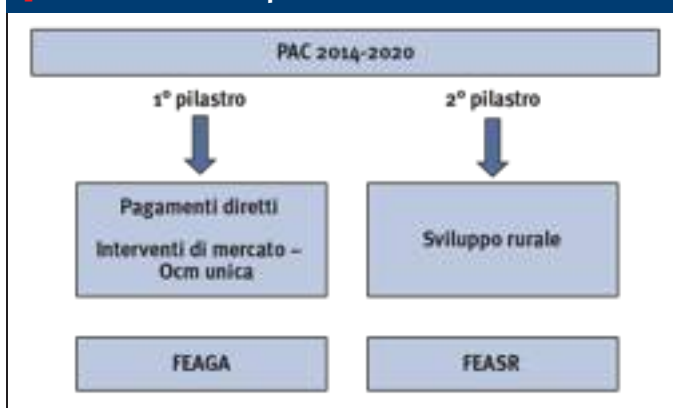 PAC 2014-2020
1° pilastro
2° pilastro
Pagamenti diretti
Interventi di mercato –
Ocm unica
Sviluppo rurale
FEAGA
FEASR